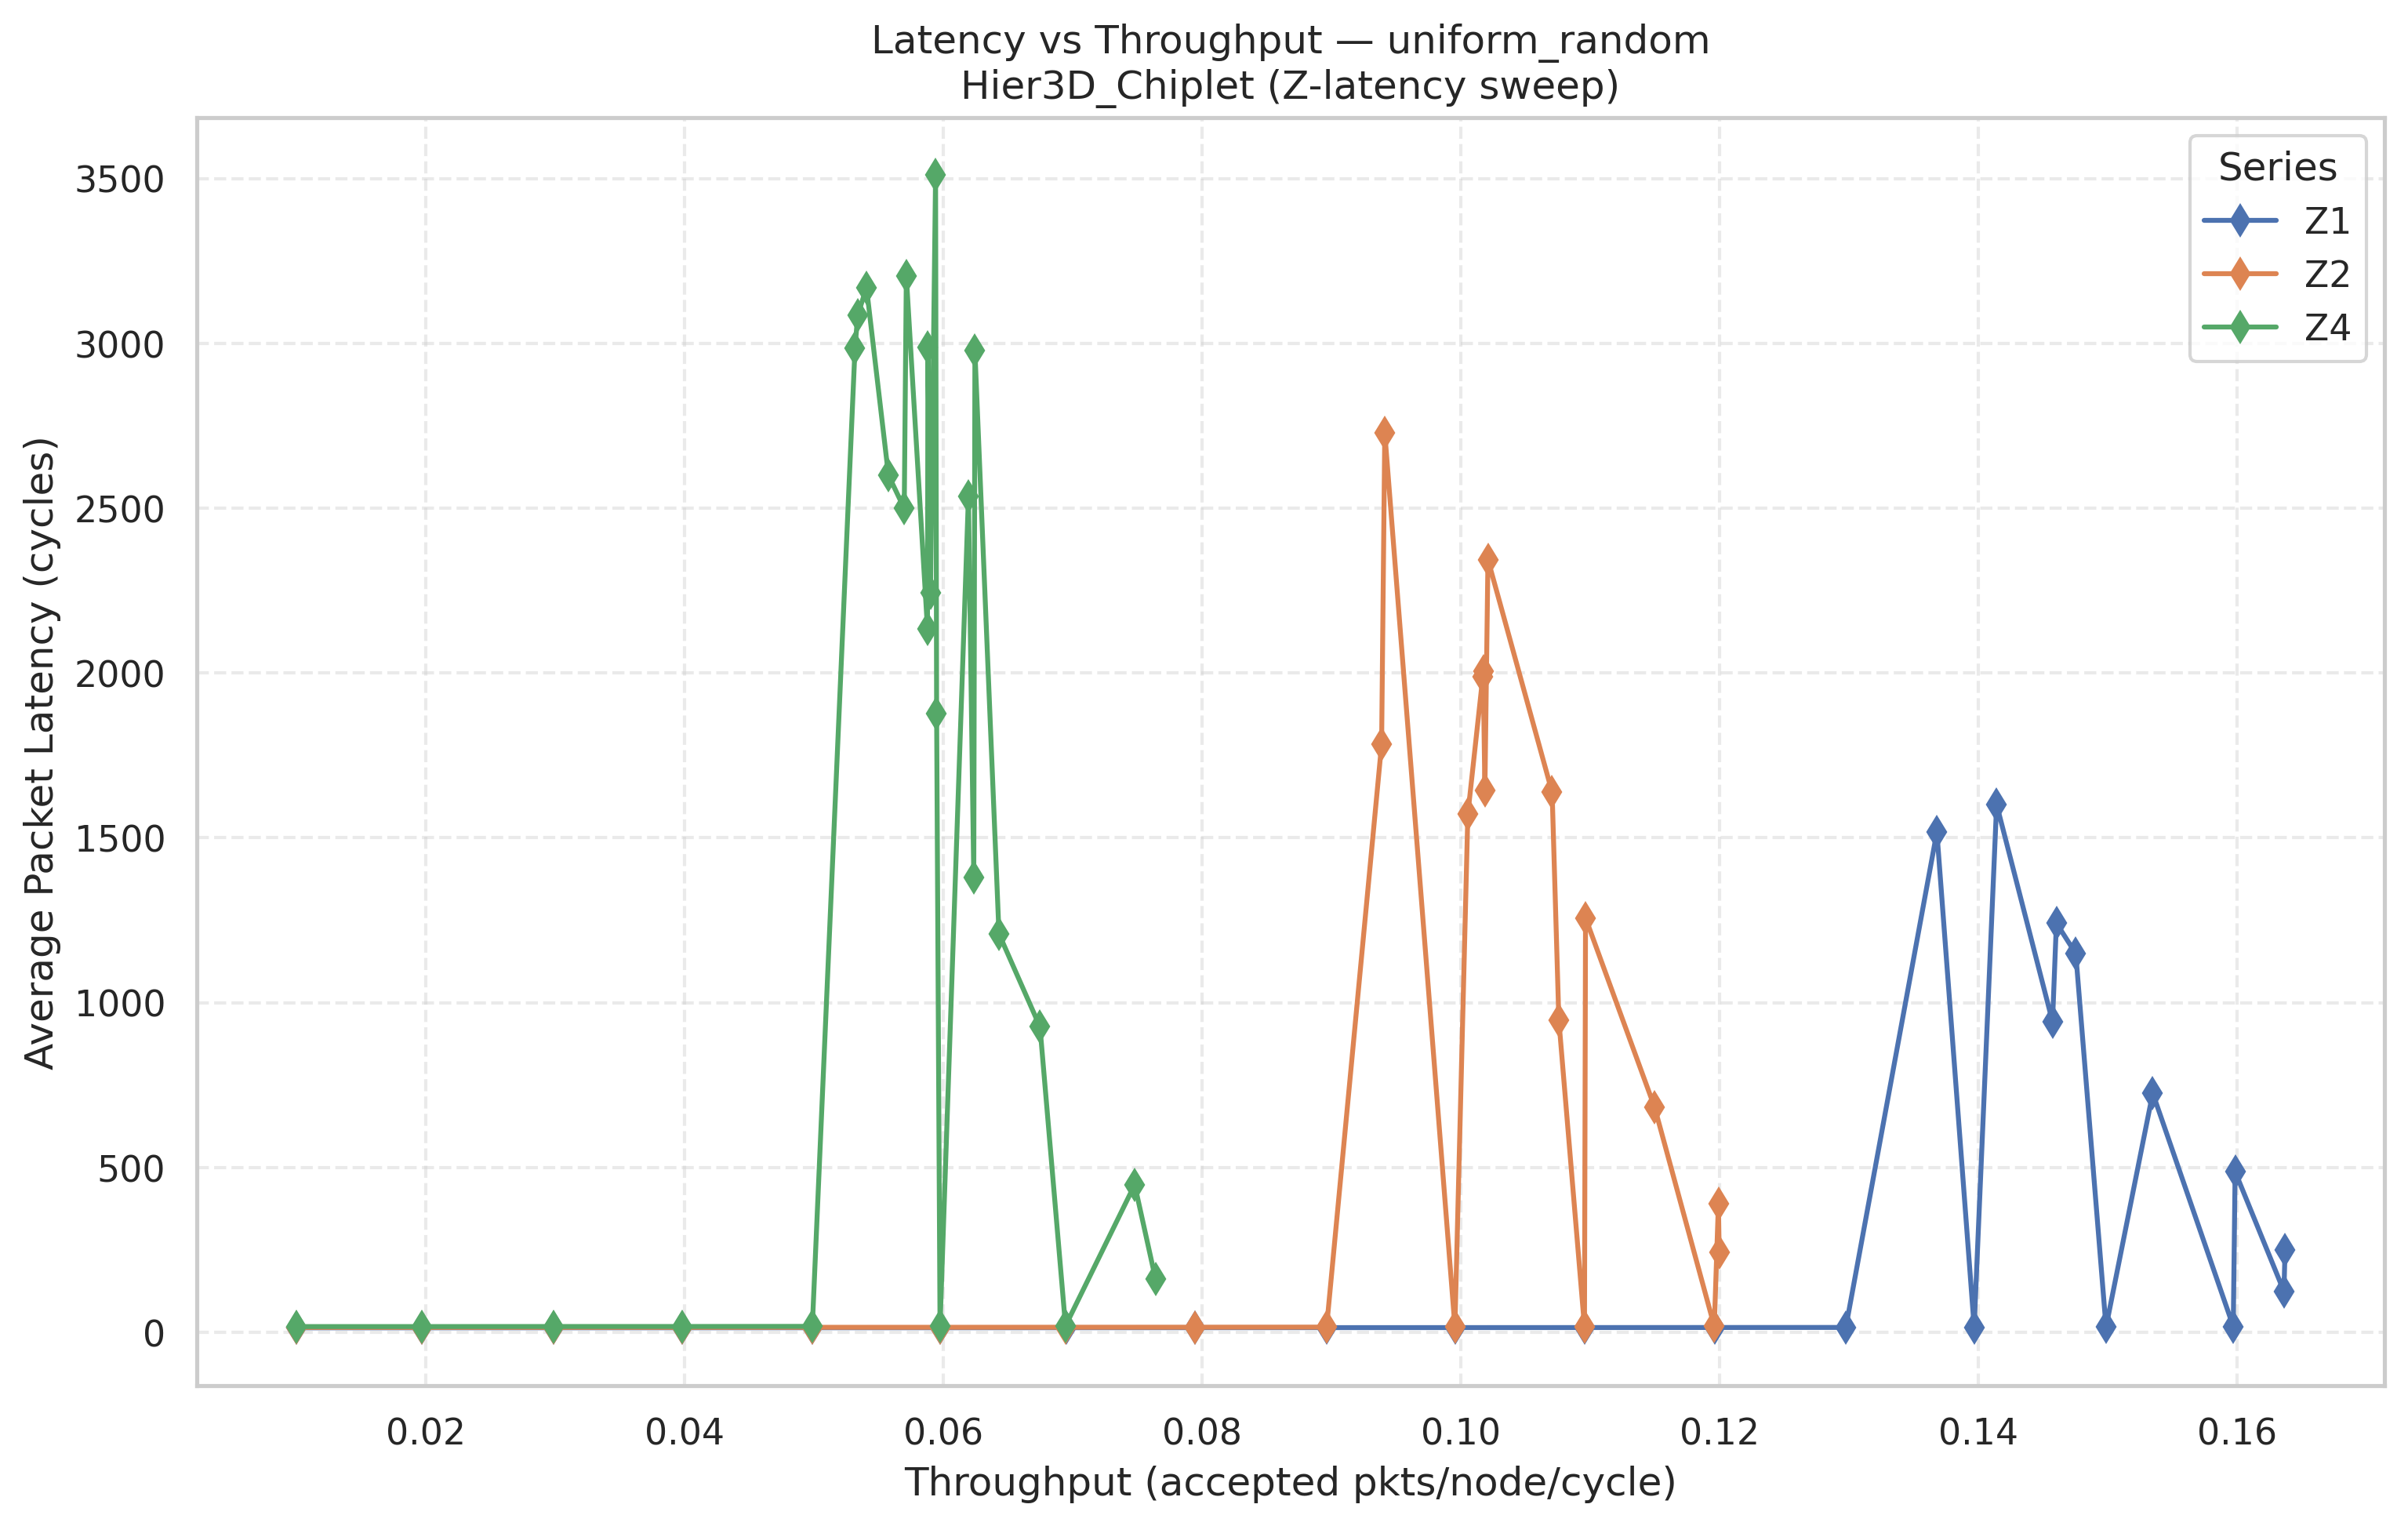 Latency vs Throughput — uniform_random
Hier3D_Chiplet (Z-latency sweep)
Series
Z1
Z2
Z4
Average Packet Latency (cycles)
3500
3000
2500
2000
1500
1000
500
0
0.02 0.04 0.06 0.08 0.10 0.12 0.14 0.16
Throughput (accepted pkts/node/cycle)